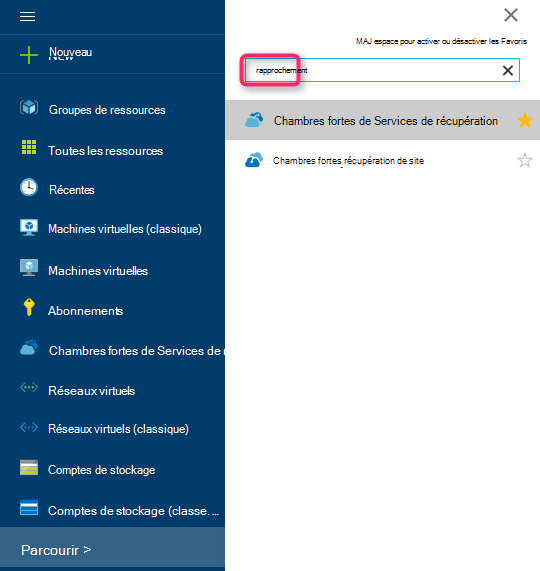 Nouveau
Groupes de ressources
Toutes les ressources
Récentes
Machines virtuelles (classique)
Machines virtuelles
Abonnements
Chambres fortes de Services de
Réseaux virtuels
Réseaux virtuels (classique)
Comptes de stockage
Comptes de stockage (classe. ...
Parcourir >
MAJ espace pour activer ou désactiver les Favoris
rapprochement
Chambres fortes de Services de récupération
Chambres fortes récupération de site